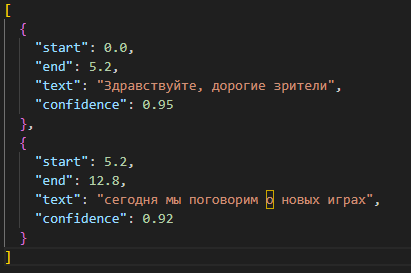 [
  {
    "start": 0.0,
    "end": 5.2,
    "text": "Здравствуйте, дорогие зрители",
    "confidence": 0.95
  },
  {
    "start": 5.2,
    "end": 12.8,
    "text": "сегодня мы поговорим о новых играх",
    "confidence": 0.92
  }
]